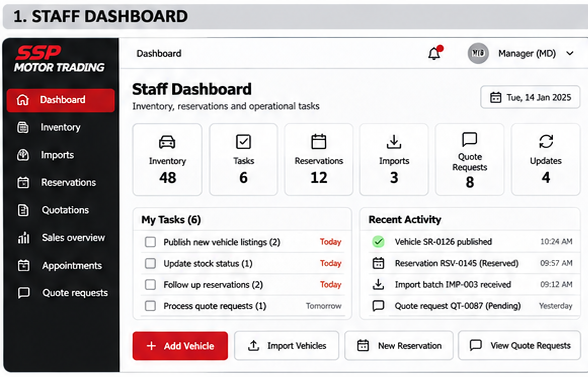 1. STAFF DASHBOARD
SSP
MOTOR TRADING
Dashboard
Inventory
Imports
Reservations
Quotations
Sales overview
Appointments
Quote requests
Dashboard
Manager (MD)
Staff Dashboard
Inventory, reservations and operational tasks
Tue, 14 Jan 2025
Inventory
48
Tasks
6
Reservations
12
Imports
3
Quote
Requests
8
Updates
4
My Tasks (6)
Publish new vehicle listings (2) Today
Update stock status (1) Today
Follow up reservations (2) Today
Process quote requests (1) Tomorrow
Recent Activity
Vehicle SR-0126 published 10:24 AM
Reservation RSV-0145 (Reserved) 09:57 AM
Import batch IMP-003 received 09:12 AM
Quote request QT-0087 (Pending) Yesterday
+ Add Vehicle
Import Vehicles
New Reservation
View Quote Requests